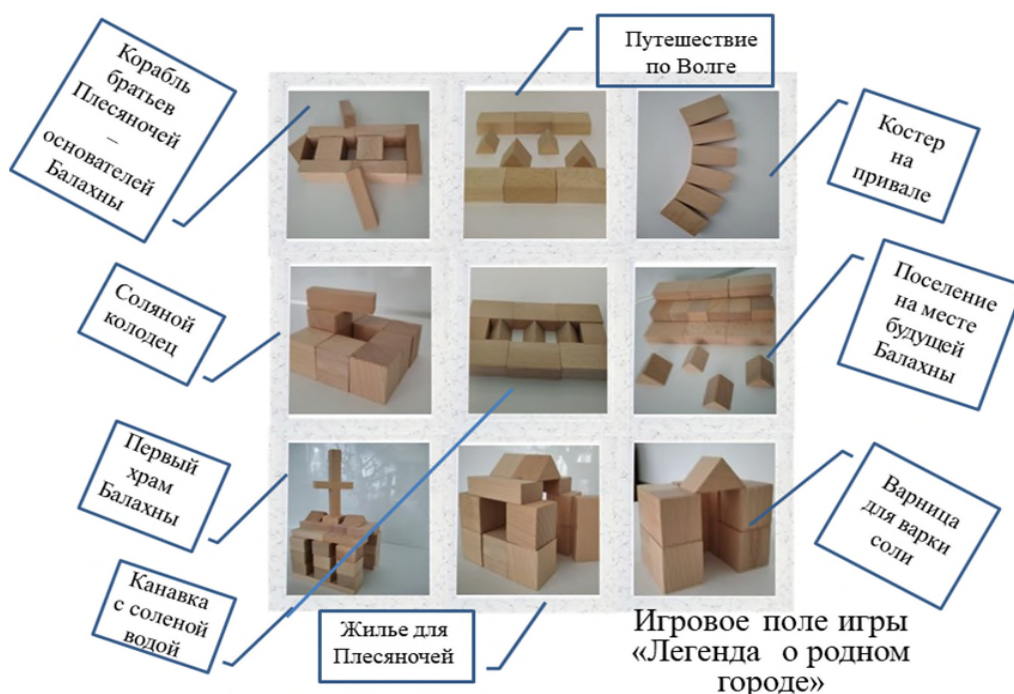 Корабль
братьев
Плесяночей
–
основателей
Балахны
Путешествие
по Волге
Костер
на
привале
Соляной
колодец
Поселение
на месте
будущей
Балахны
Первый
храм
Балахны
Варница
для варки
соли
Канавка
с соленой
водой
Жилье для
Плесяночей
Игровое поле игры
«Легенда о родном
городе»